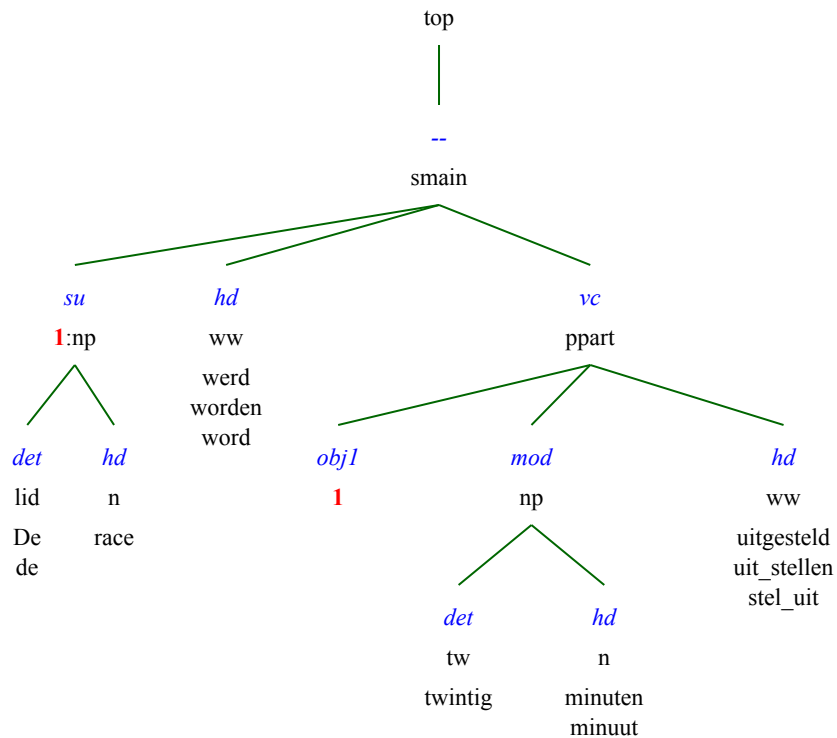 top
--
smain
su hd vc
1:np ww ppart
werd
worden
word
det hd obj1 mod hd
lid n 1 np ww
De race uitgesteld
de uit_stellen
stel_uit
det hd
tw n
twintig minuten
minuut